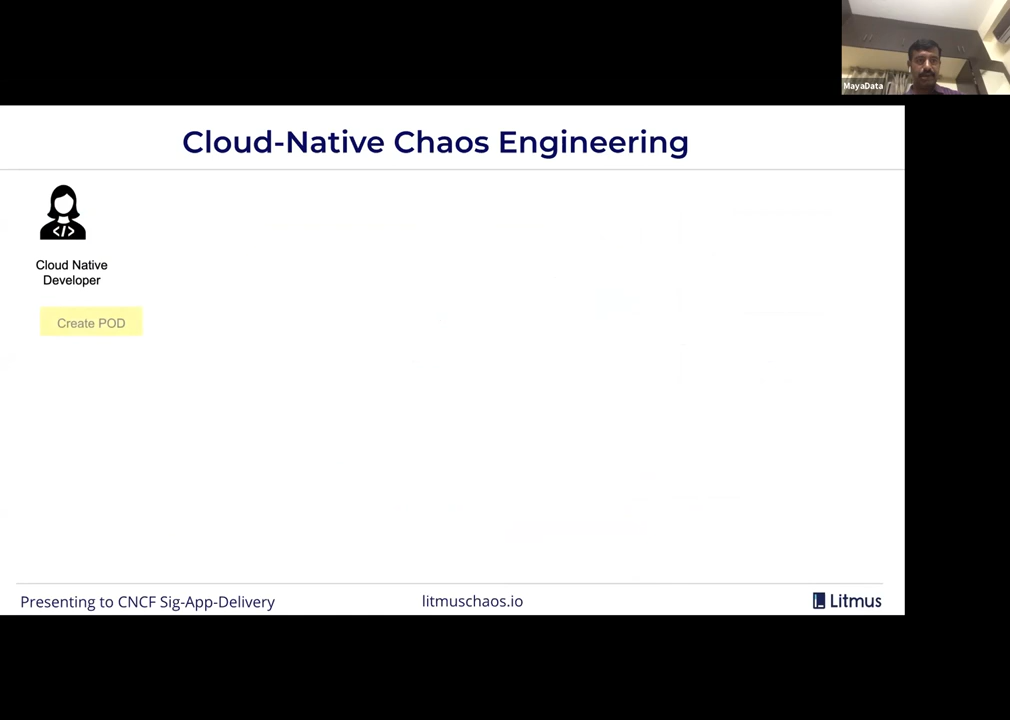 MayaData
Cloud-Native Chaos Engineering
</>
Cloud Native
Developer
Create POD
Presenting to CNCF Sig-App-Delivery
litmuschaos.io
Litmus